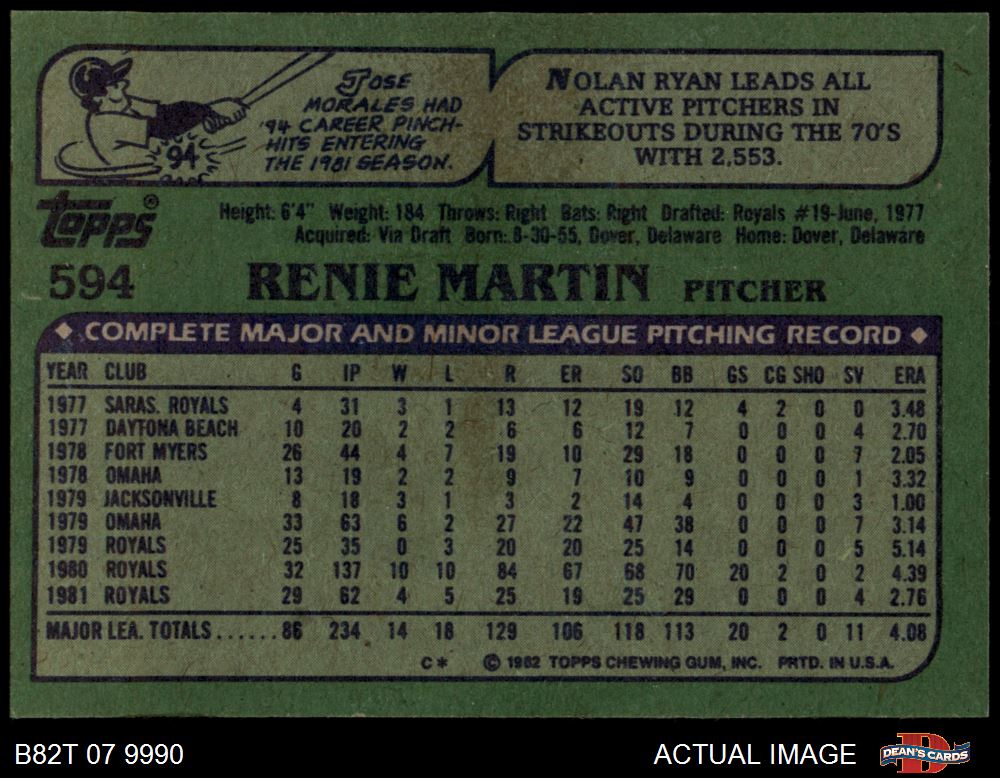 JOSE
MORALES HAD
'94 CAREER PINCH-
HITS ENTERING
THE 1981 SEASON.
94
NOLAN RYAN LEADS ALL
ACTIVE PITCHERS IN
STRIKEOUTS DURING THE 70'S
WITH 2,553.
topps®
Height: 6'4" Weight: 184 Throws: Right Bats: Right Drafted: Royals #19-June, 1977
Acquired: Via Draft Born: 8-30-55, Dover, Delaware Home: Dover, Delaware
594 RENIE MARTIN PITCHER
◆ COMPLETE MAJOR AND MINOR LEAGUE PITCHING RECORD ◆
YEAR CLUB G IP W L R ER SO BB GS CG SHO SV ERA
1977 SARAS. ROYALS 4 31 3 1 13 12 19 12 4 2 0 0 3.48
1977 DAYTONA BEACH 10 20 2 2 6 6 12 7 0 0 0 4 2.70
1978 FORT MYERS 26 44 4 7 19 10 29 18 0 0 0 7 2.05
1978 OMAHA 13 19 2 2 9 7 10 9 0 0 0 1 3.32
1979 JACKSONVILLE 8 18 3 1 3 2 14 4 0 0 0 3 1.00
1979 OMAHA 33 63 6 2 27 22 47 38 0 0 0 7 3.14
1979 ROYALS 25 35 0 3 20 20 25 14 0 0 0 5 5.14
1980 ROYALS 32 137 10 10 84 67 68 70 20 2 0 2 4.39
1981 ROYALS 29 62 4 5 25 19 25 29 0 0 0 4 2.76
MAJOR LEA. TOTALS......86 234 14 18 129 106 118 113 20 2 0 11 4.08
C* © 1982 TOPPS CHEWING GUM, INC. PRTD. IN U.S.A.
B82T 07 9990 ACTUAL IMAGE DEAN'S CARDS